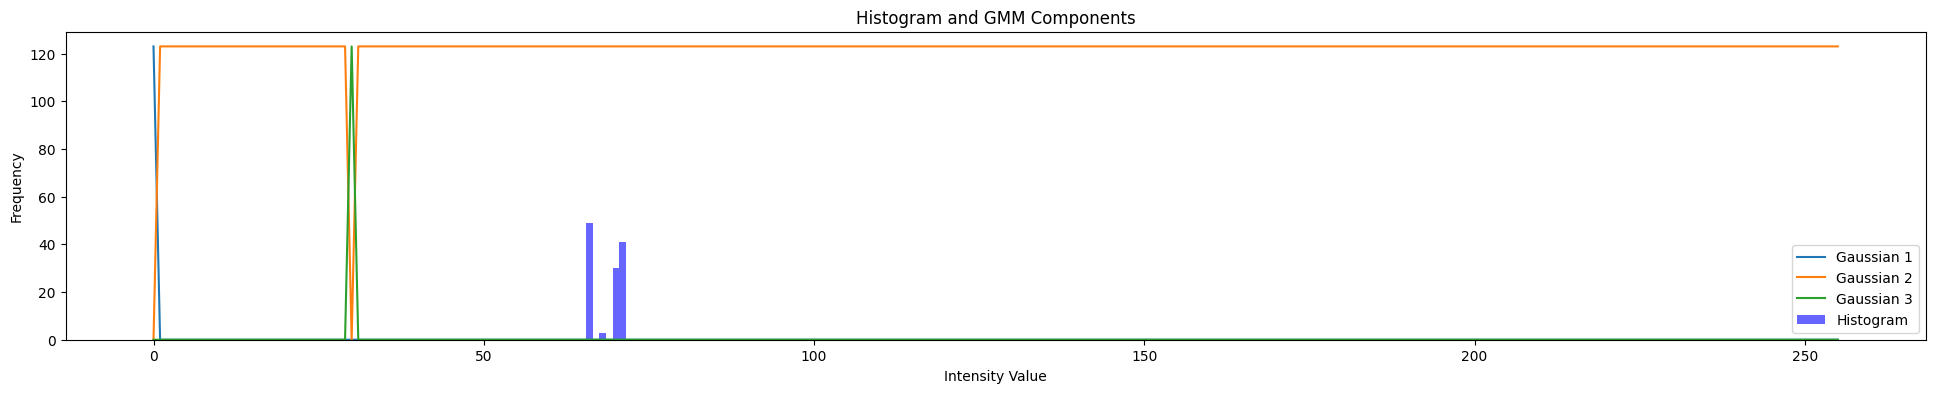 Histogram and GMM Components
Frequency
120
100
80
60
40
20
0
0 50 100 150 200 250
Intensity Value
Gaussian 1
Gaussian 2
Gaussian 3
Histogram